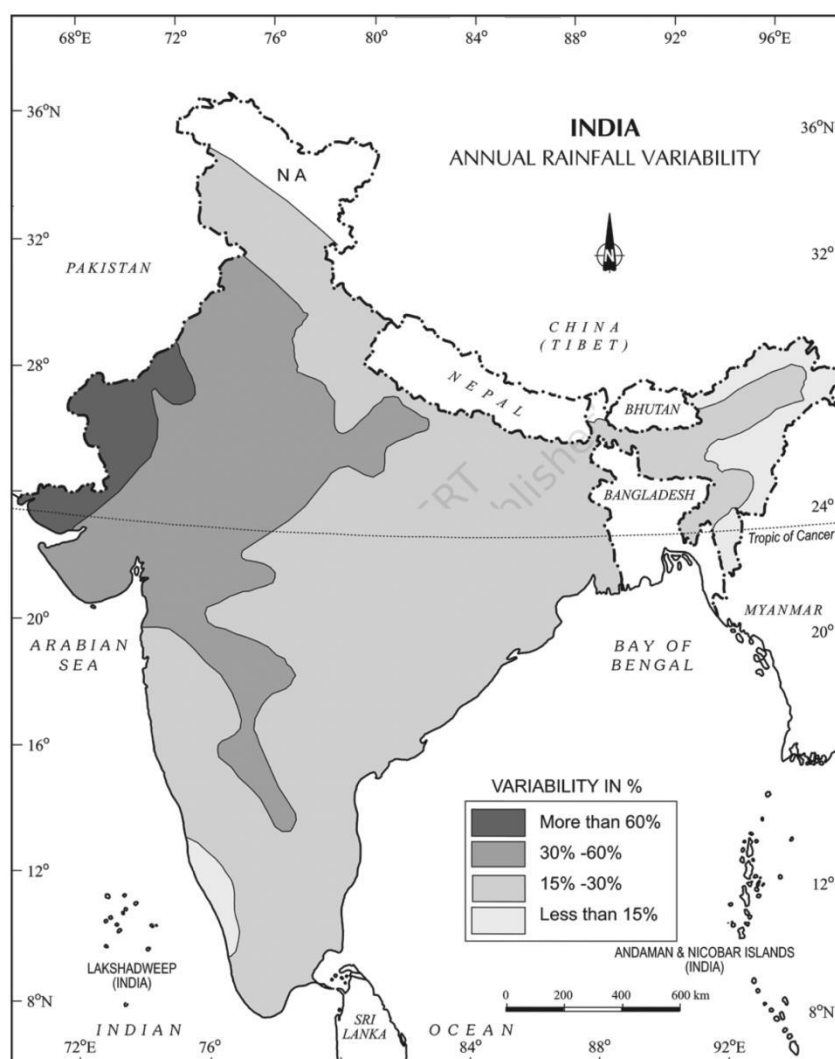 68°E 72° 76° 80° 88°E 92° 96°E
36°N
36°N
INDIA
ANNUAL RAINFALL VARIABILITY
NA
N
32°
32°
PAKISTAN
CHINA
(TIBET)
28°
28°
NEPAL
BHUTAN
BANGLADESH
24°
24°
Tropic of Cancer
MYANMAR
20°
20°
ARABIAN
SEA
BAY OF
BENGAL
16°
16°
VARIABILITY IN %
More than 60%
30% -60%
15% -30%
Less than 15%
12°
12°
LAKSHADWEEP
(INDIA)
ANDAMAN & NICOBAR ISLANDS
(INDIA)
0 200 400 600 km
8°N
8°N
SRI
LANKA
INDIAN OCEAN
72°E 76° 84° 88° 92°E